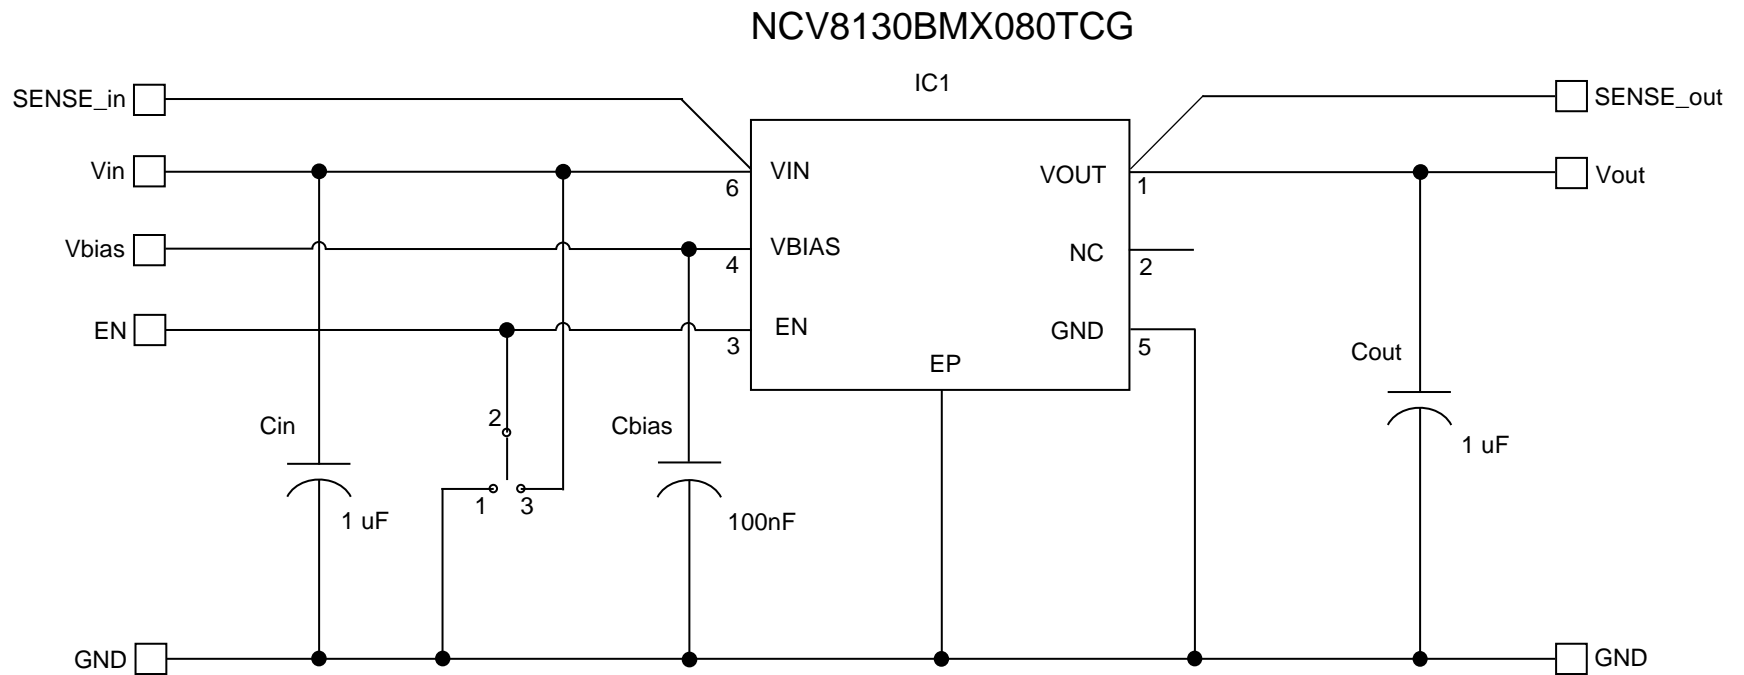 NCV8130BMX080TCG
IC1
SENSE_in
SENSE_out
Vin
VIN
6
VOUT
1
Vout
Vbias
VBIAS
4
NC
2
EN
EN
3
GND
5
EP
Cout
1 uF
Cin
1 uF
2
1
3
Cbias
100nF
GND
GND